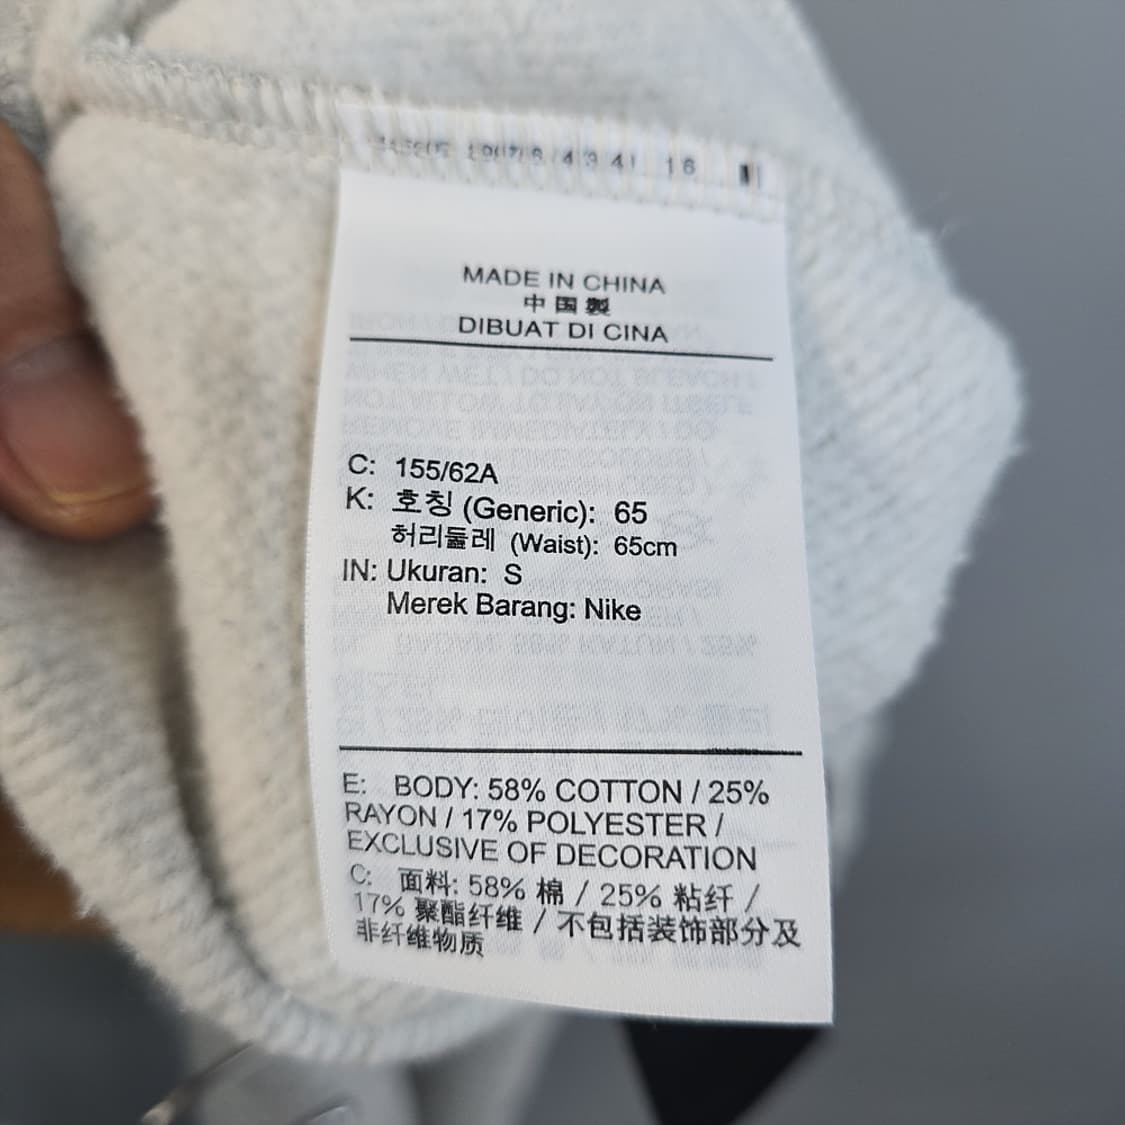 16
MADE IN CHINA
中国製
DIBUAT DI CINA
C: 155/62A
K: 호칭 (Generic): 65
허리둘레 (Waist): 65cm
IN: Ukuran: S
Merek Barang: Nike
E: BODY: 58% COTTON / 25%
RAYON / 17% POLYESTER /
EXCLUSIVE OF DECORATION
C: 面料: 58% 棉 / 25% 粘纤 /
17% 聚酯纤维 / 不包括装饰部分及
非纤维物质